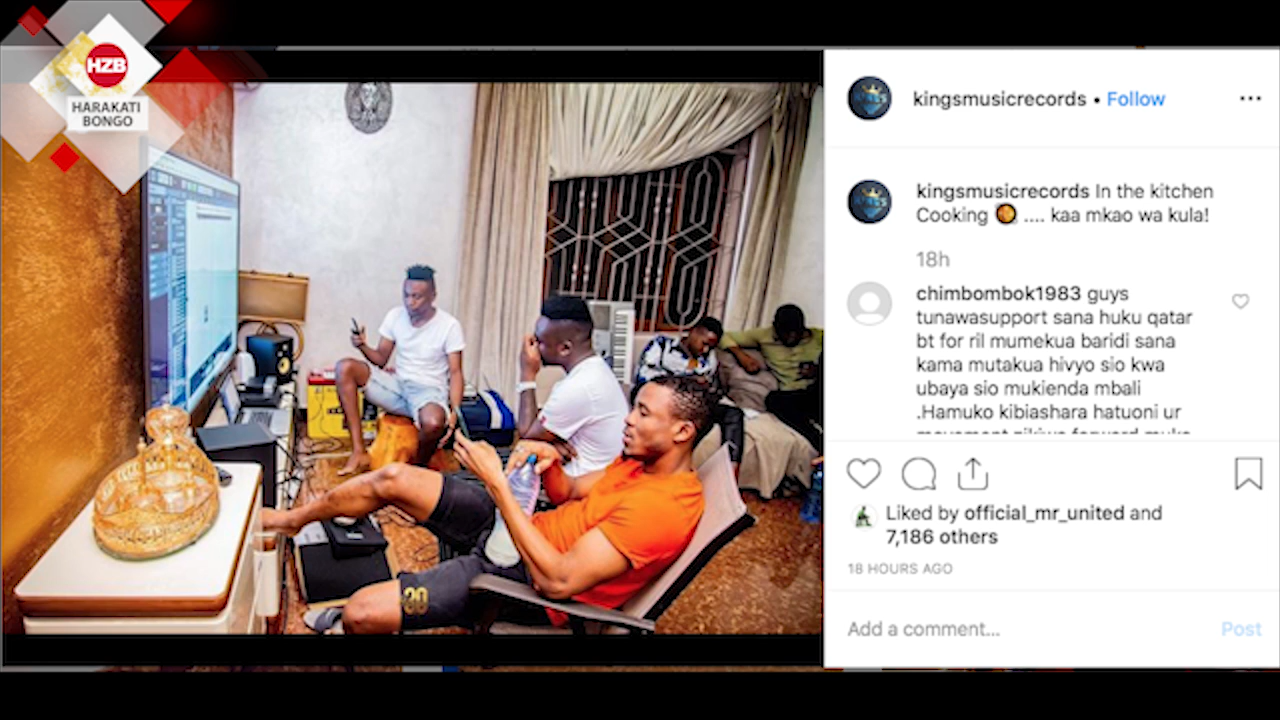 HZB
HARAKATI
BONGO
30
kingsmusicrecords • Follow
KINGS
kingsmusicrecords In the kitchen
Cooking 🥘 .... kaa mkao wa kula!
18h
chimbombok1983 guys
tunawasupport sana huku qatar
bt for ril mumekua baridi sana
kama mutakua hivyo sio kwa
ubaya sio mukienda mbali
.Hamuko kibiashara hatuoni ur
Liked by official_mr_united and
7,186 others
18 HOURS AGO
Add a comment...
Post